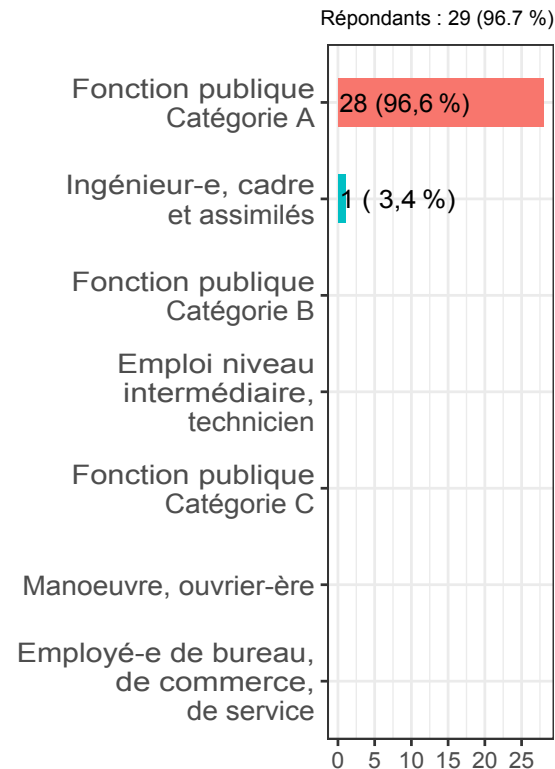 Répondants : 29 (96.7 %)
Fonction publique
Catégorie A
28 (96,6 %)
Ingénieur-e, cadre
et assimilés
1 ( 3,4 %)
Fonction publique
Catégorie B
Emploi niveau
intermédiaire,
technicien
Fonction publique
Catégorie C
Manoeuvre, ouvrier-ère
Employé-e de bureau,
de commerce,
de service
0 5 10 15 20 25